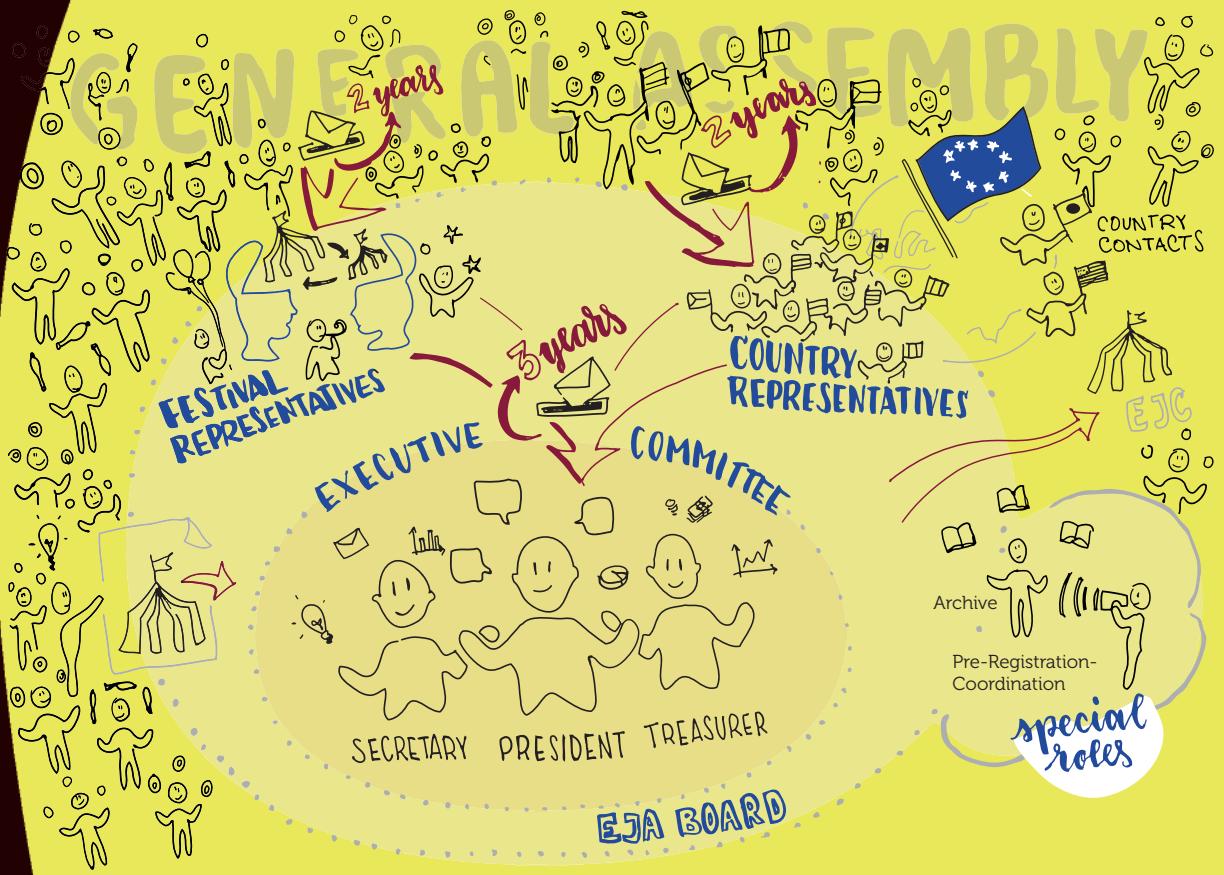 GENERAL ASSEMBLY
2 years
2 years
COUNTRY
CONTACTS
3 years
FESTIVAL
REPRESENTATIVES
COUNTRY
REPRESENTATIVES
EJC
EXECUTIVE COMMITTEE
Archive
Pre-Registration-
Coordination
special
roles
SECRETARY PRESIDENT TREASURER
EJA BOARD